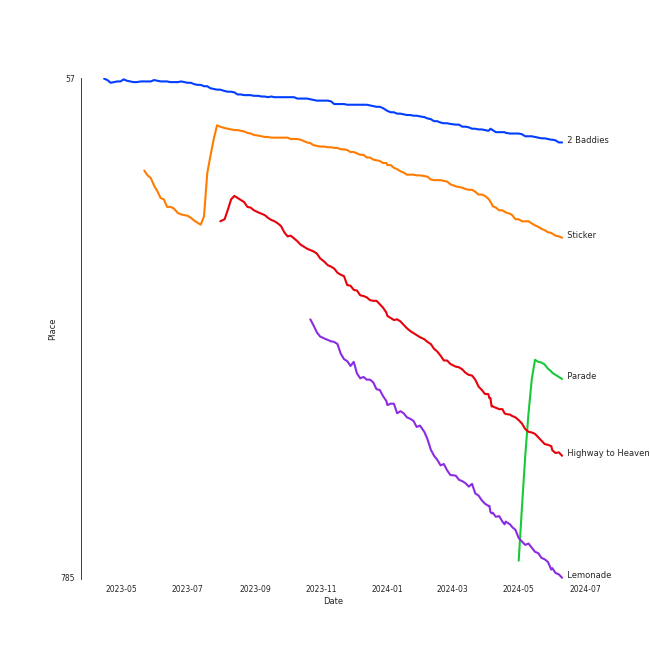 57
2 Baddies
Sticker
Place
Parade
Highway to Heaven
Lemonade
785
2023-05 2023-07 2023-09 2023-11 2024-01 2024-03 2024-05 2024-07
Date